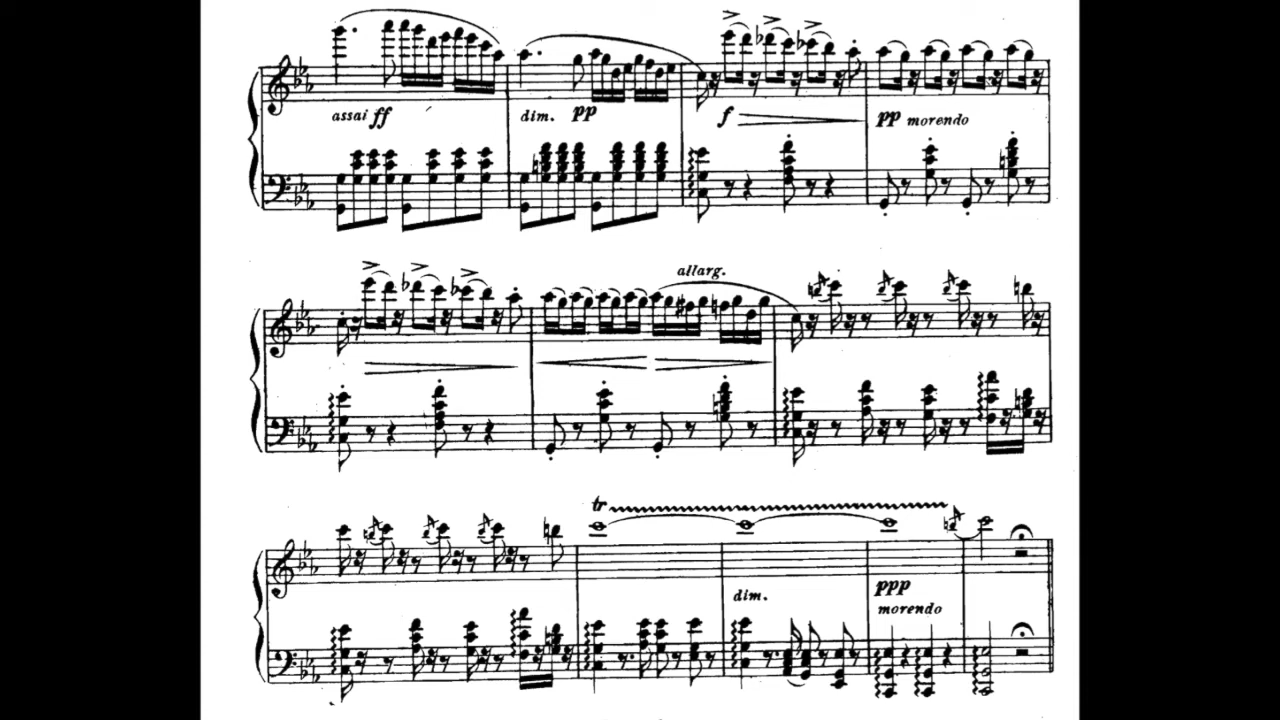 assai ff dim. pp f pp morendo
allarg.
tr
dim. ppp
morendo